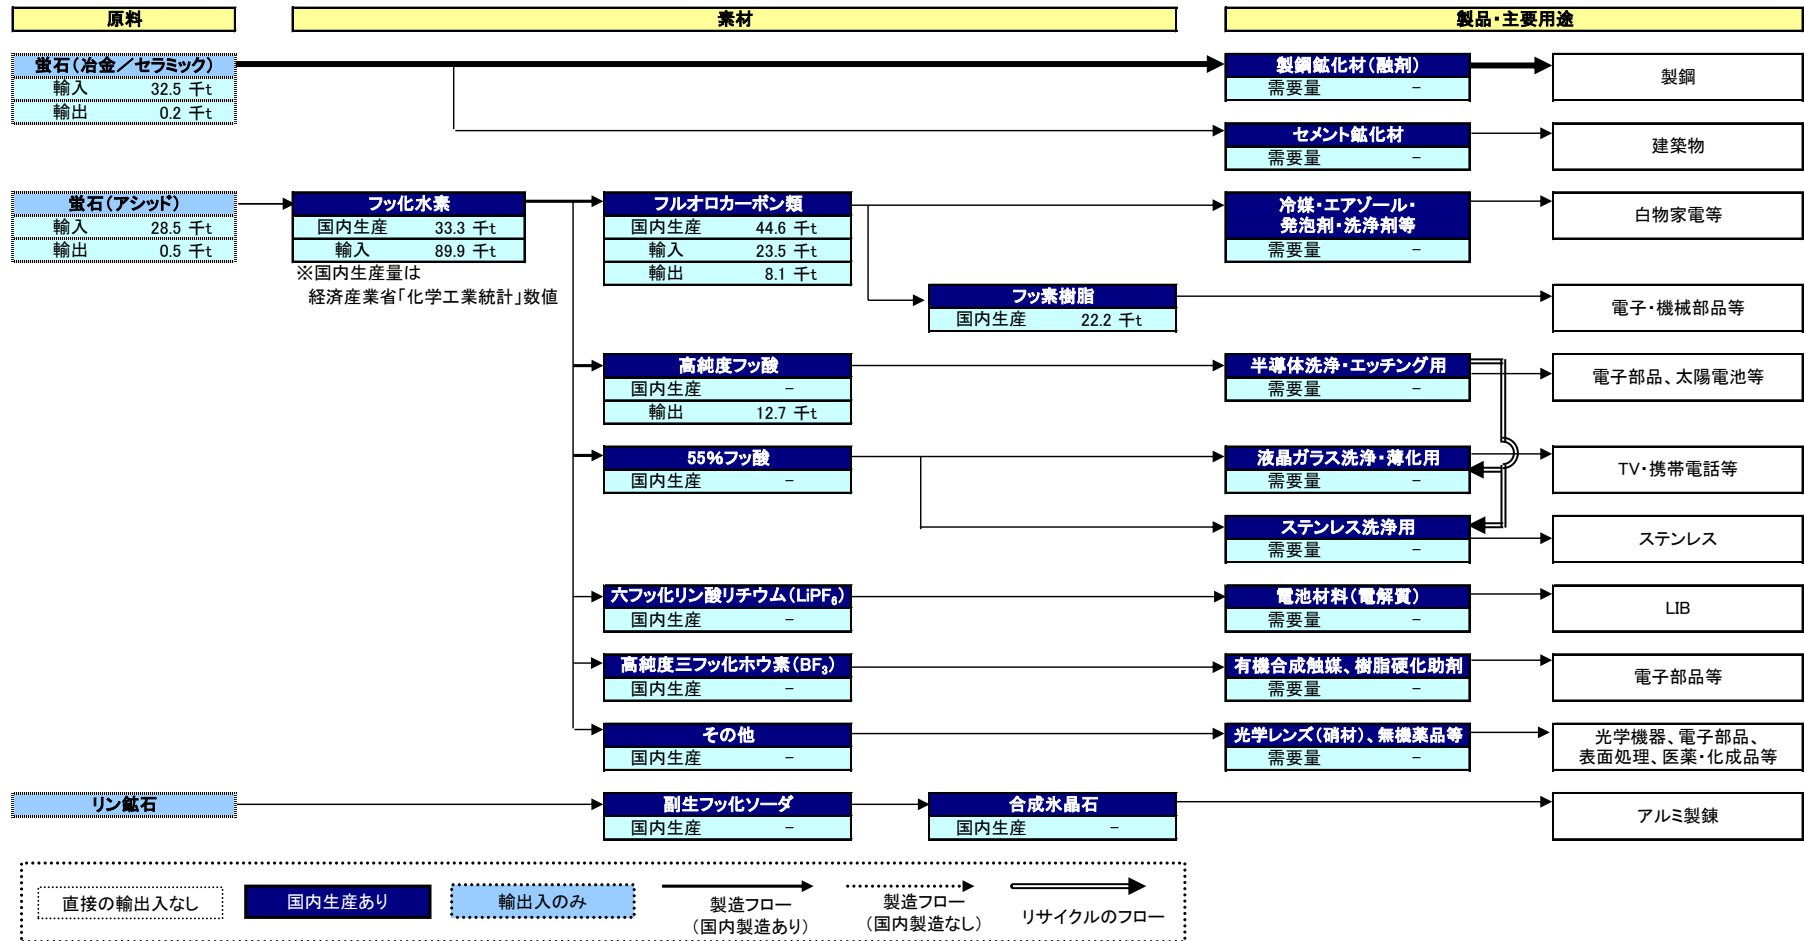 原料
素材
製品・主要用途
蛍石(冶金/セラミック)
輸入 32.5 千t
輸出 0.2 千t
製鋼鉱化材(融剤)
需要量 -
製鋼
セメント鉱化材
需要量 -
建築物
蛍石(アシッド)
輸入 28.5 千t
輸出 0.5 千t
フッ化水素
国内生産 33.3 千t
輸入 89.9 千t
※国内生産量は
経済産業省「化学工業統計」数値
フルオロカーボン類
国内生産 44.6 千t
輸入 23.5 千t
輸出 8.1 千t
冷媒・エアゾール・
発泡剤・洗浄剤等
需要量 -
白物家電等
フッ素樹脂
国内生産 22.2 千t
電子・機械部品等
高純度フッ酸
国内生産 -
輸出 12.7 千t
半導体洗浄・エッチング用
需要量 -
電子部品、太陽電池等
55%フッ酸
国内生産 -
液晶ガラス洗浄・薄化用
需要量 -
TV・携帯電話等
ステンレス洗浄用
需要量 -
ステンレス
六フッ化リン酸リチウム(LiPF₆)
国内生産 -
電池材料(電解質)
需要量 -
LIB
高純度三フッ化ホウ素(BF₃)
国内生産 -
有機合成触媒、樹脂硬化助剤
需要量 -
電子部品等
その他
国内生産 -
光学レンズ(硝材)、無機薬品等
需要量 -
光学機器、電子部品、
表面処理、医薬・化成品等
リン鉱石
副生フッ化ソーダ
国内生産 -
合成氷晶石
国内生産 -
アルミ製錬
直接の輸出入なし
国内生産あり
輸出入のみ
製造フロー
(国内製造あり)
製造フロー
(国内製造なし)
リサイクルのフロー